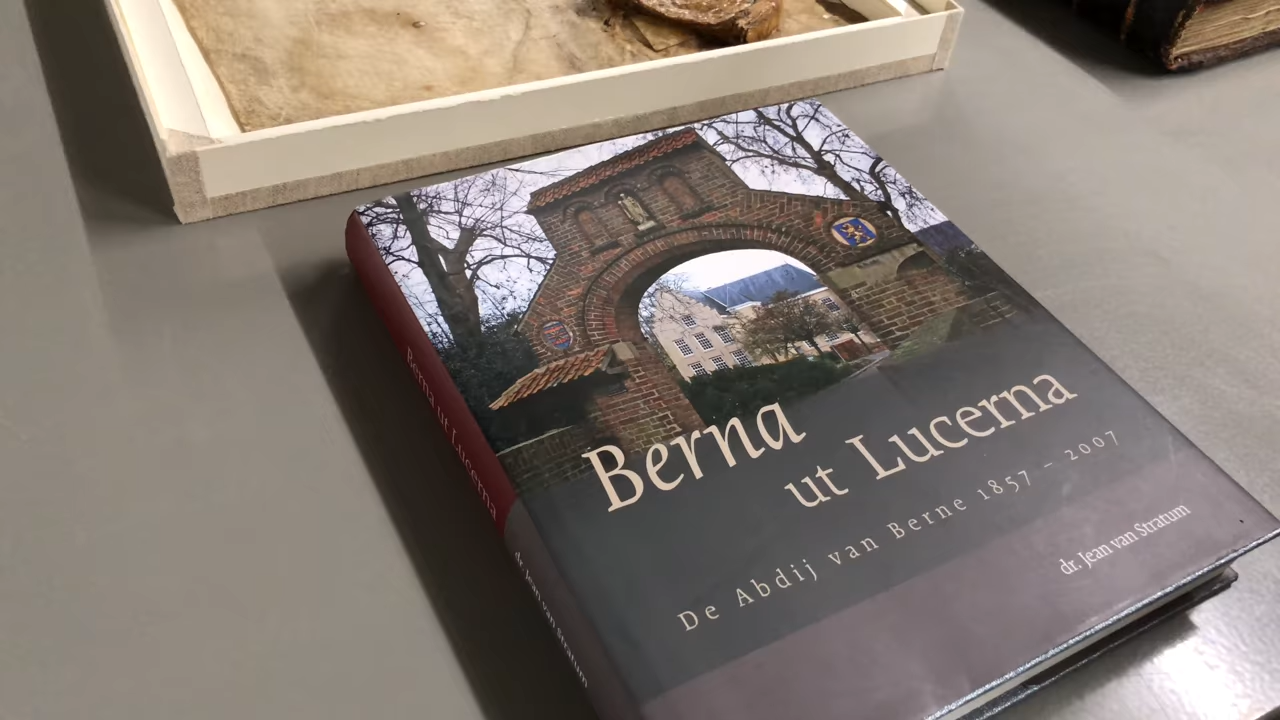 Berna
ut Lucerna
De Abdij van Berne 1857 – 2007
dr. Jean van Stratum
Berna ut Lucerna
dr. Jean van Stratum